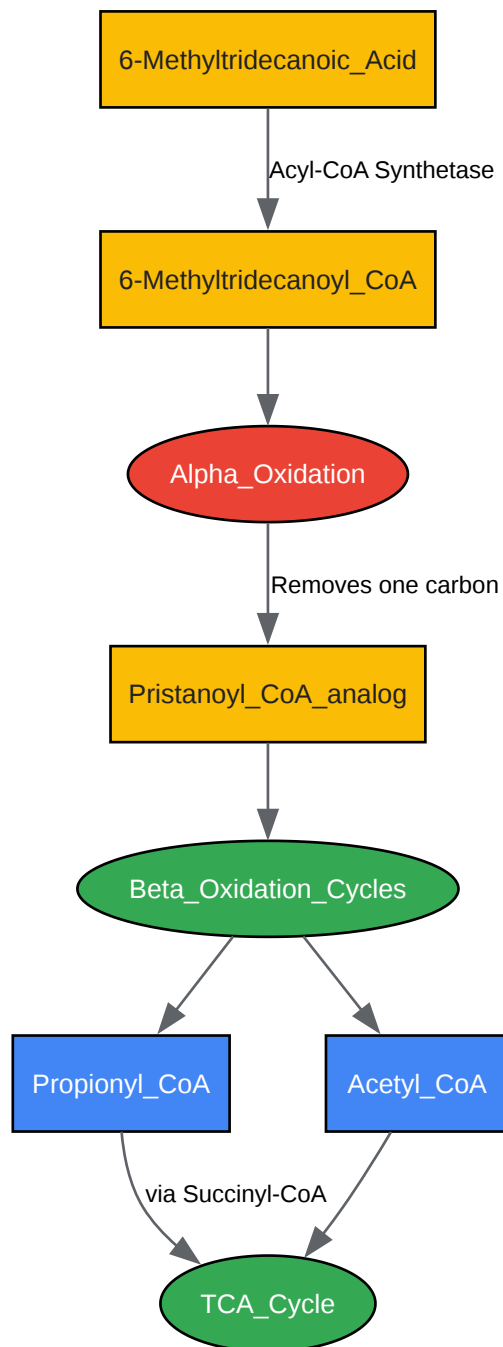 6-Methyltridecanoic_Acid
Acyl-CoA Synthetase
6-Methyltridecanoyl_CoA
Alpha_Oxidation
Removes one carbon
Pristanoyl_CoA_analog
Beta_Oxidation_Cycles
Propionyl_CoA
Acetyl_CoA
via Succinyl-CoA
TCA_Cycle